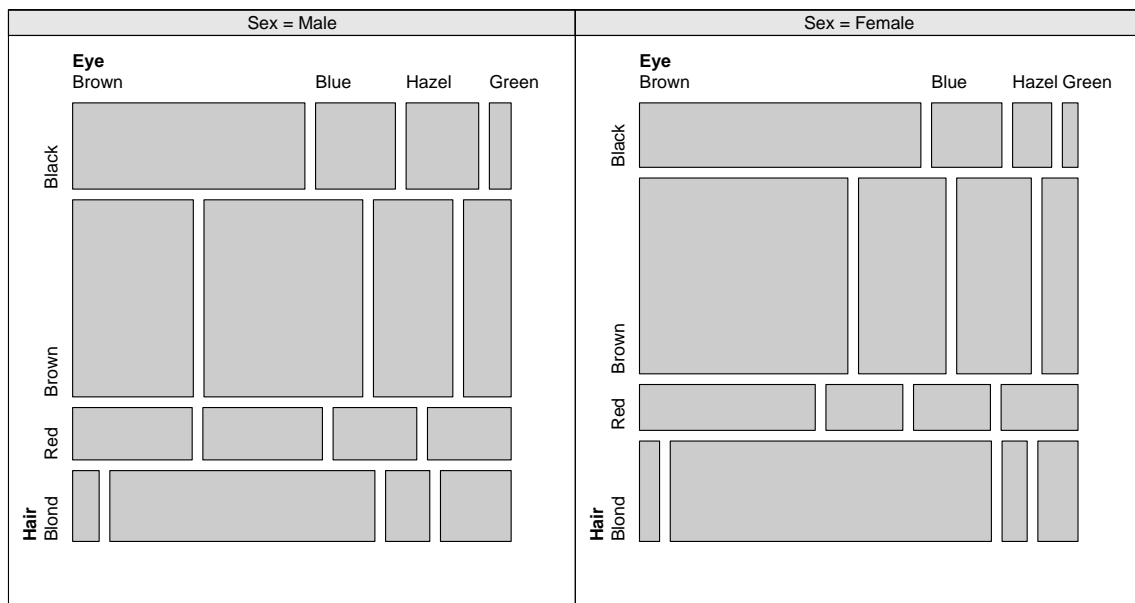 Sex = Male
Eye
Brown Blue Hazel Green
Black
Brown
Red
Blond
Hair
Sex = Female
Eye
Brown Blue Hazel Green
Black
Brown
Red
Blond
Hair